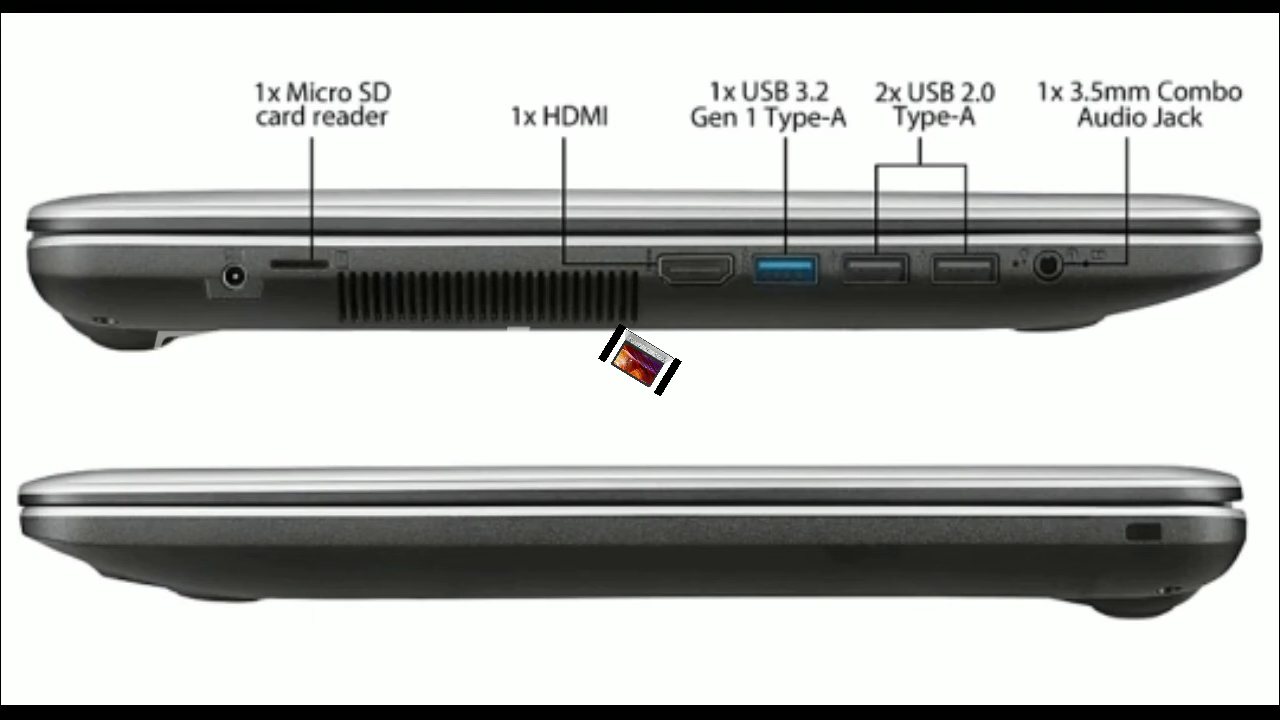 1x Micro SD
card reader
1x HDMI
1x USB 3.2
Gen 1 Type-A
2x USB 2.0
Type-A
1x 3.5mm Combo
Audio Jack